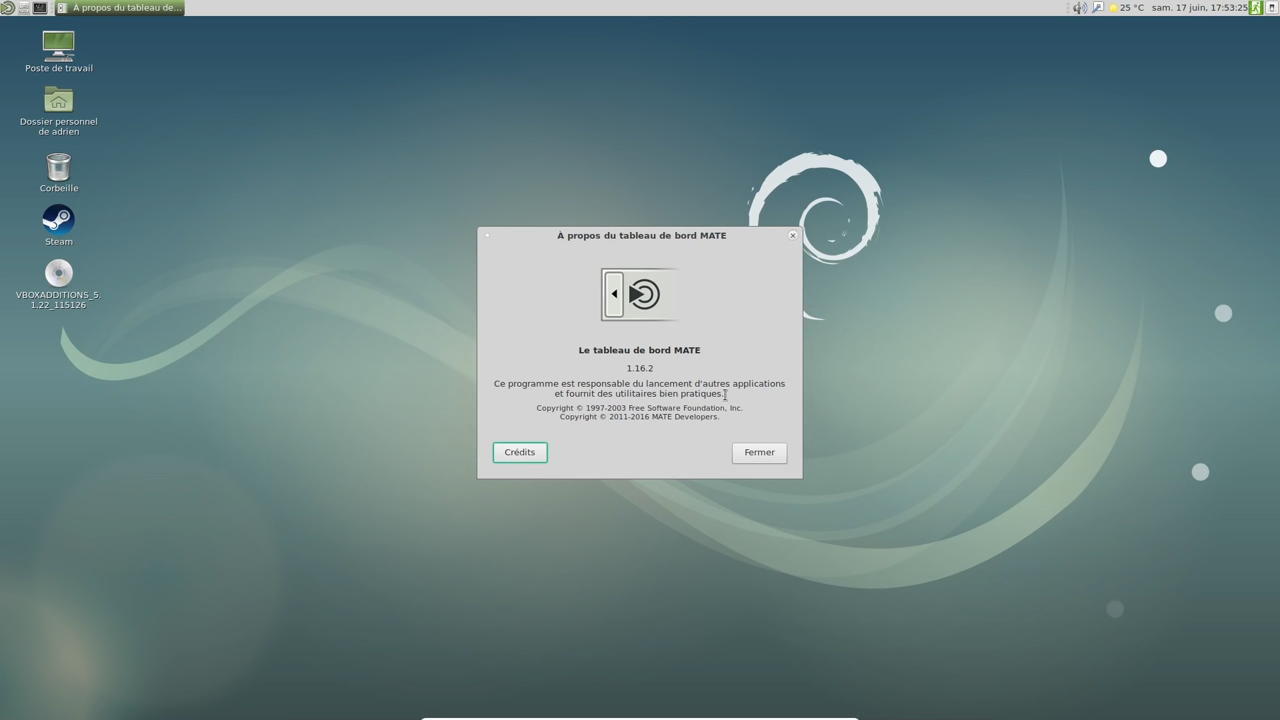 À propos du tableau de...
25 °C
sam. 17 juin, 17:53:25
Poste de travail
Dossier personnel
de adrien
Corbeille
Steam
VBOXADDITIONS_5.
1.22_115126
À propos du tableau de bord MATE
Le tableau de bord MATE
1.16.2
Ce programme est responsable du lancement d'autres applications
et fournit des utilitaires bien pratiques.
Copyright © 1997-2003 Free Software Foundation, Inc.
Copyright © 2011-2016 MATE Developers.
Crédits
Fermer